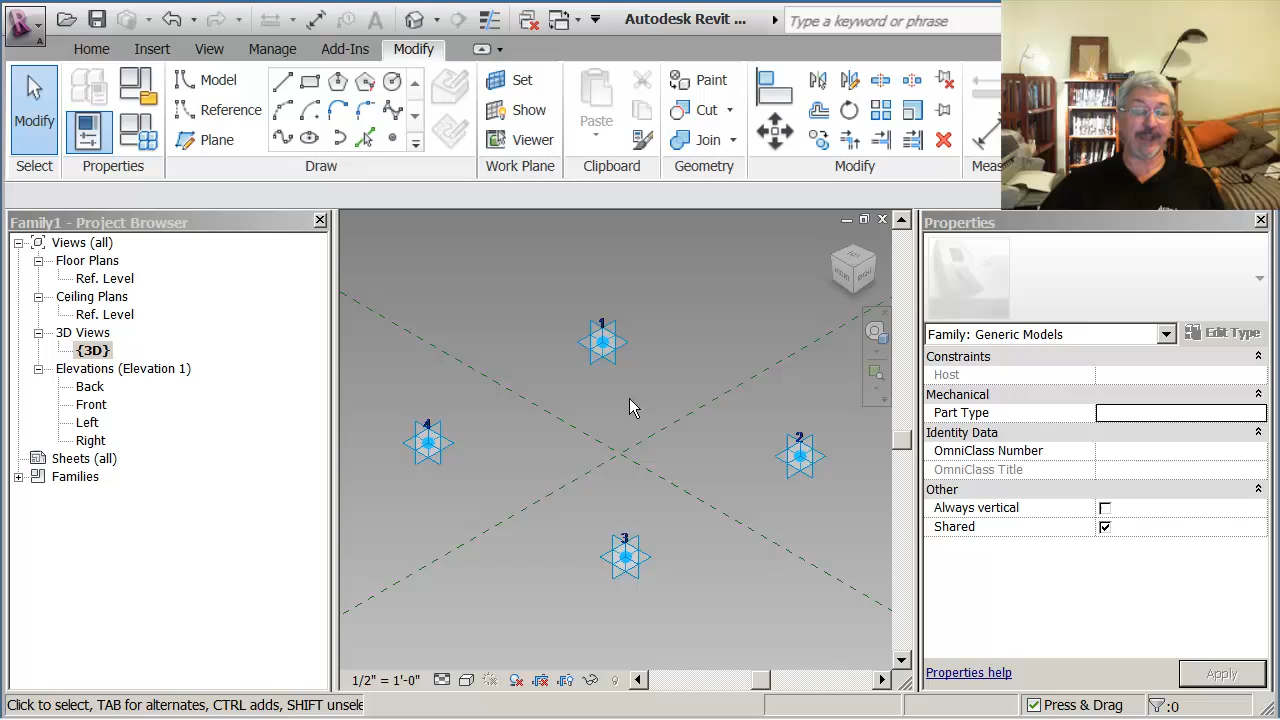 Autodesk Revit ...
Type a keyword or phrase
A
Home Insert View Manage Add-Ins Modify
Modify
Select
Properties
Model
Reference
Plane
Draw
Set
Show
Viewer
Work Plane
Paste
Clipboard
Paint
Cut
Join
Geometry
Modify
Meas
Family1 - Project Browser
Views (all)
Floor Plans
Ref. Level
Ceiling Plans
Ref. Level
3D Views
{3D}
Elevations (Elevation 1)
Back
Front
Left
Right
Sheets (all)
Families
1
4
2
3
1/2" = 1'-0"
Properties
Family: Generic Models
Edit Type
Constraints
Host
Mechanical
Part Type
Identity Data
OmniClass Number
OmniClass Title
Other
Always vertical
Shared
Properties help
Apply
Click to select, TAB for alternates, CTRL adds, SHIFT unsele
Press & Drag
:0